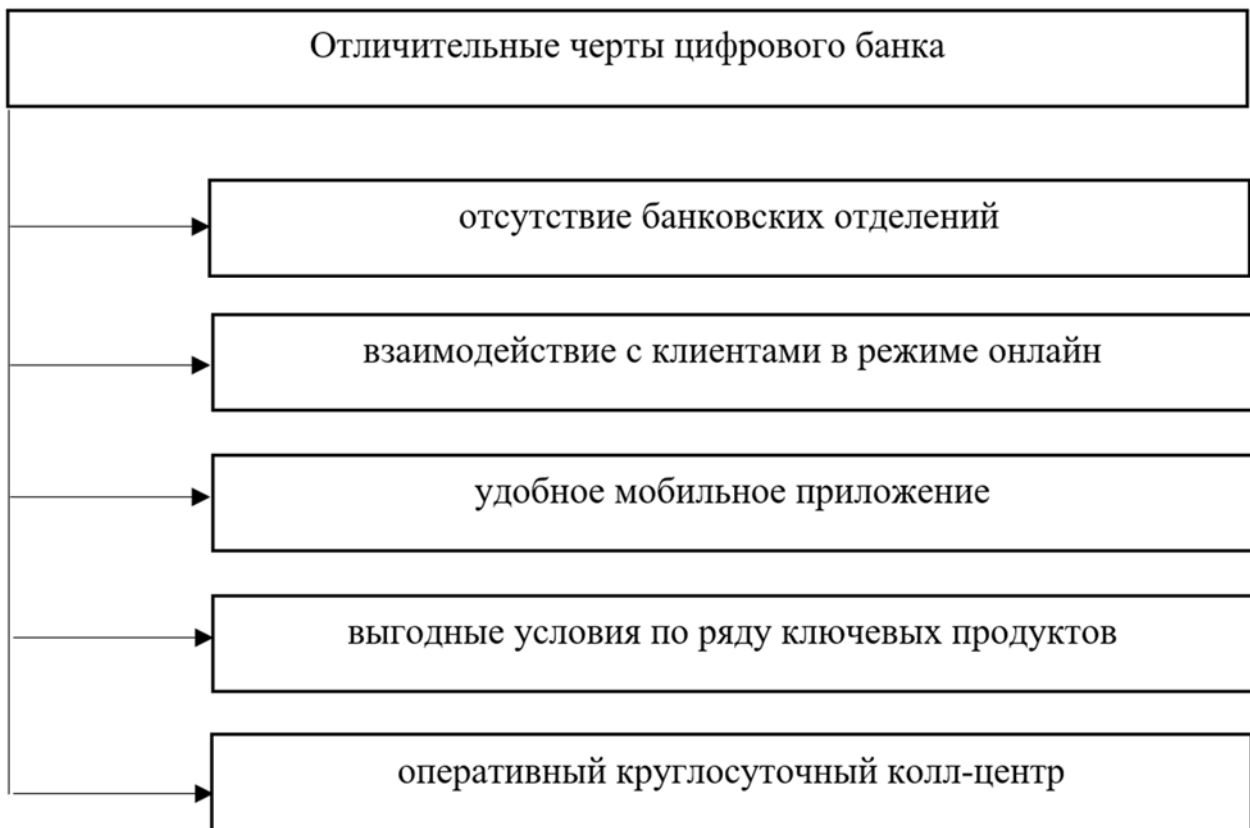 Отличительные черты цифрового банка
отсутствие банковских отделений
взаимодействие с клиентами в режиме онлайн
удобное мобильное приложение
выгодные условия по ряду ключевых продуктов
оперативный круглосуточный колл-центр